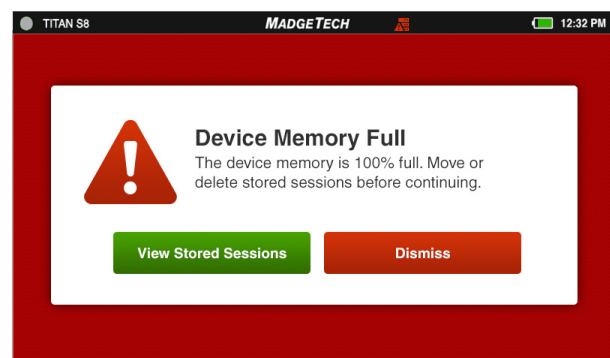 TITAN S8 MADGETECH 12:32 PM
Device Memory Full
The device memory is 100% full. Move or
delete stored sessions before continuing.
View Stored Sessions Dismiss